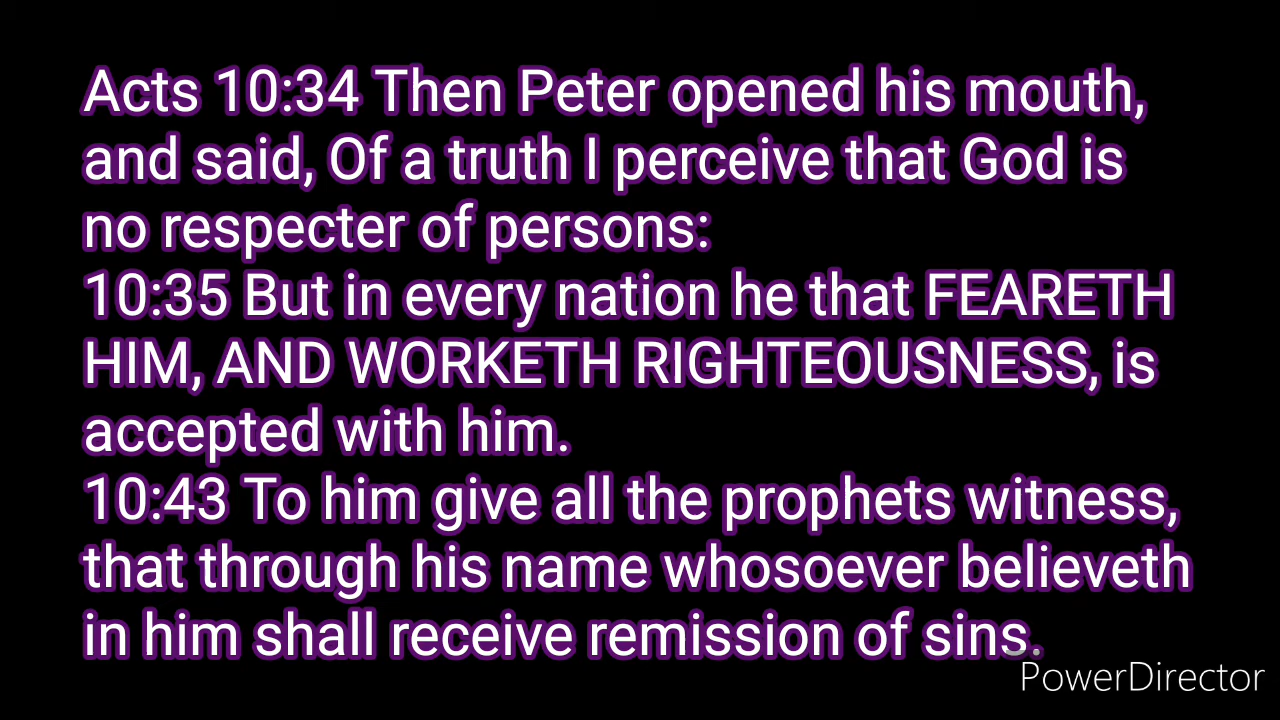 Acts 10:34 Then Peter opened his mouth,
and said, Of a truth I perceive that God is
no respecter of persons:
10:35 But in every nation he that FEARETH
HIM, AND WORKETH RIGHTEOUSNESS, is
accepted with him.
10:43 To him give all the prophets witness,
that through his name whosoever believeth
in him shall receive remission of sins.
PowerDirector